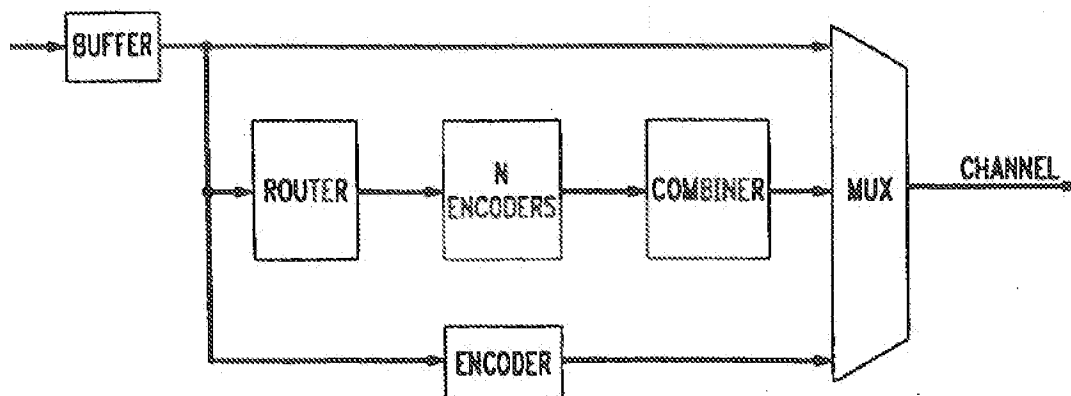 BUFFER
ROUTER
N
ENCODERS
COMBINER
MUX
CHANNEL
ENCODER